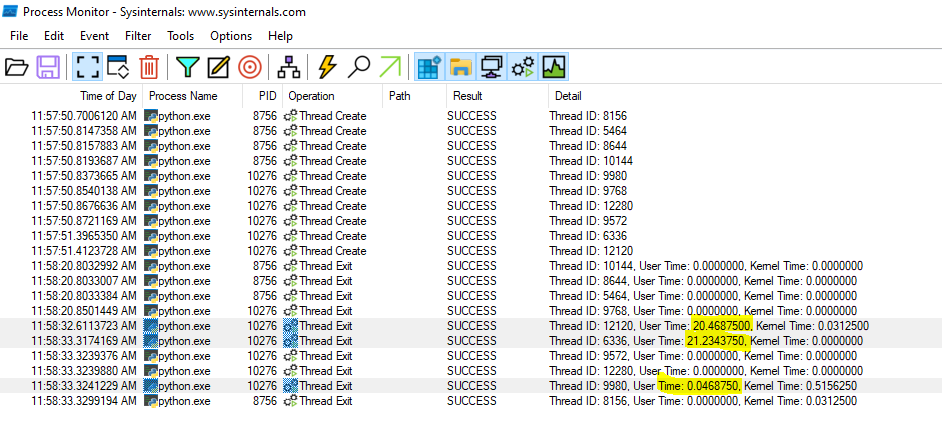 Process Monitor - Sysinternals: www.sysinternals.com
File Edit Event Filter Tools Options Help
Time of Day Process Name PID Operation Path Result Detail
11:57:50.7006120 AM python.exe 8756 Thread Create SUCCESS Thread ID: 8156
11:57:50.8147358 AM python.exe 8756 Thread Create SUCCESS Thread ID: 5464
11:57:50.8157883 AM python.exe 8756 Thread Create SUCCESS Thread ID: 8644
11:57:50.8193687 AM python.exe 8756 Thread Create SUCCESS Thread ID: 10144
11:57:50.8373665 AM python.exe 10276 Thread Create SUCCESS Thread ID: 9980
11:57:50.8540138 AM python.exe 10276 Thread Create SUCCESS Thread ID: 9768
11:57:50.8676636 AM python.exe 10276 Thread Create SUCCESS Thread ID: 12280
11:57:50.8721169 AM python.exe 10276 Thread Create SUCCESS Thread ID: 9572
11:57:51.3965350 AM python.exe 10276 Thread Create SUCCESS Thread ID: 6336
11:57:51.4123728 AM python.exe 10276 Thread Create SUCCESS Thread ID: 12120
11:58:20.8032992 AM python.exe 8756 Thread Exit SUCCESS Thread ID: 10144, User Time: 0.0000000, Kernel Time: 0.0000000
11:58:20.8033007 AM python.exe 8756 Thread Exit SUCCESS Thread ID: 8644, User Time: 0.0000000, Kernel Time: 0.0000000
11:58:20.8033384 AM python.exe 8756 Thread Exit SUCCESS Thread ID: 5464, User Time: 0.0000000, Kernel Time: 0.0000000
11:58:20.8501449 AM python.exe 10276 Thread Exit SUCCESS Thread ID: 9768, User Time: 0.0000000, Kernel Time: 0.0000000
11:58:32.6113723 AM python.exe 10276 Thread Exit SUCCESS Thread ID: 12120, User Time: 20.4687500, Kernel Time: 0.0312500
11:58:33.3174169 AM python.exe 10276 Thread Exit SUCCESS Thread ID: 6336, User Time: 21.2343750, Kernel Time: 0.0000000
11:58:33.3239376 AM python.exe 10276 Thread Exit SUCCESS Thread ID: 9572, User Time: 0.0000000, Kernel Time: 0.0000000
11:58:33.3239880 AM python.exe 10276 Thread Exit SUCCESS Thread ID: 12280, User Time: 0.0000000, Kernel Time: 0.0000000
11:58:33.3241229 AM python.exe 10276 Thread Exit SUCCESS Thread ID: 9980, User Time: 0.0468750, Kernel Time: 0.5156250
11:58:33.3299194 AM python.exe 8756 Thread Exit SUCCESS Thread ID: 8156, User Time: 0.0000000, Kernel Time: 0.0312500